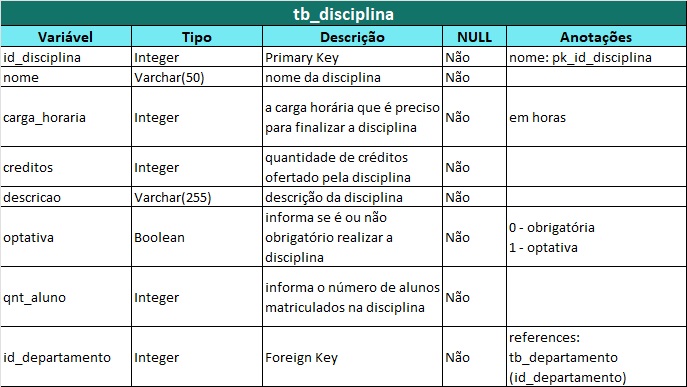 tb_disciplina
Variável Tipo Descrição NULL Anotações
id_disciplina Integer Primary Key Não nome: pk_id_disciplina
nome Varchar(50) nome da disciplina Não
carga_horaria Integer a carga horária que é preciso
para finalizar a disciplina Não em horas
creditos Integer quantidade de créditos
ofertado pela disciplina Não
descricao Varchar(255) descrição da disciplina Não
optativa Boolean informa se é ou não
obrigatório realizar a
disciplina Não 0 - obrigatória
1 - optativa
qnt_aluno Integer informa o número de alunos
matriculados na disciplina Não
id_departamento Integer Foreign Key Não references:
tb_departamento
(id_departamento)